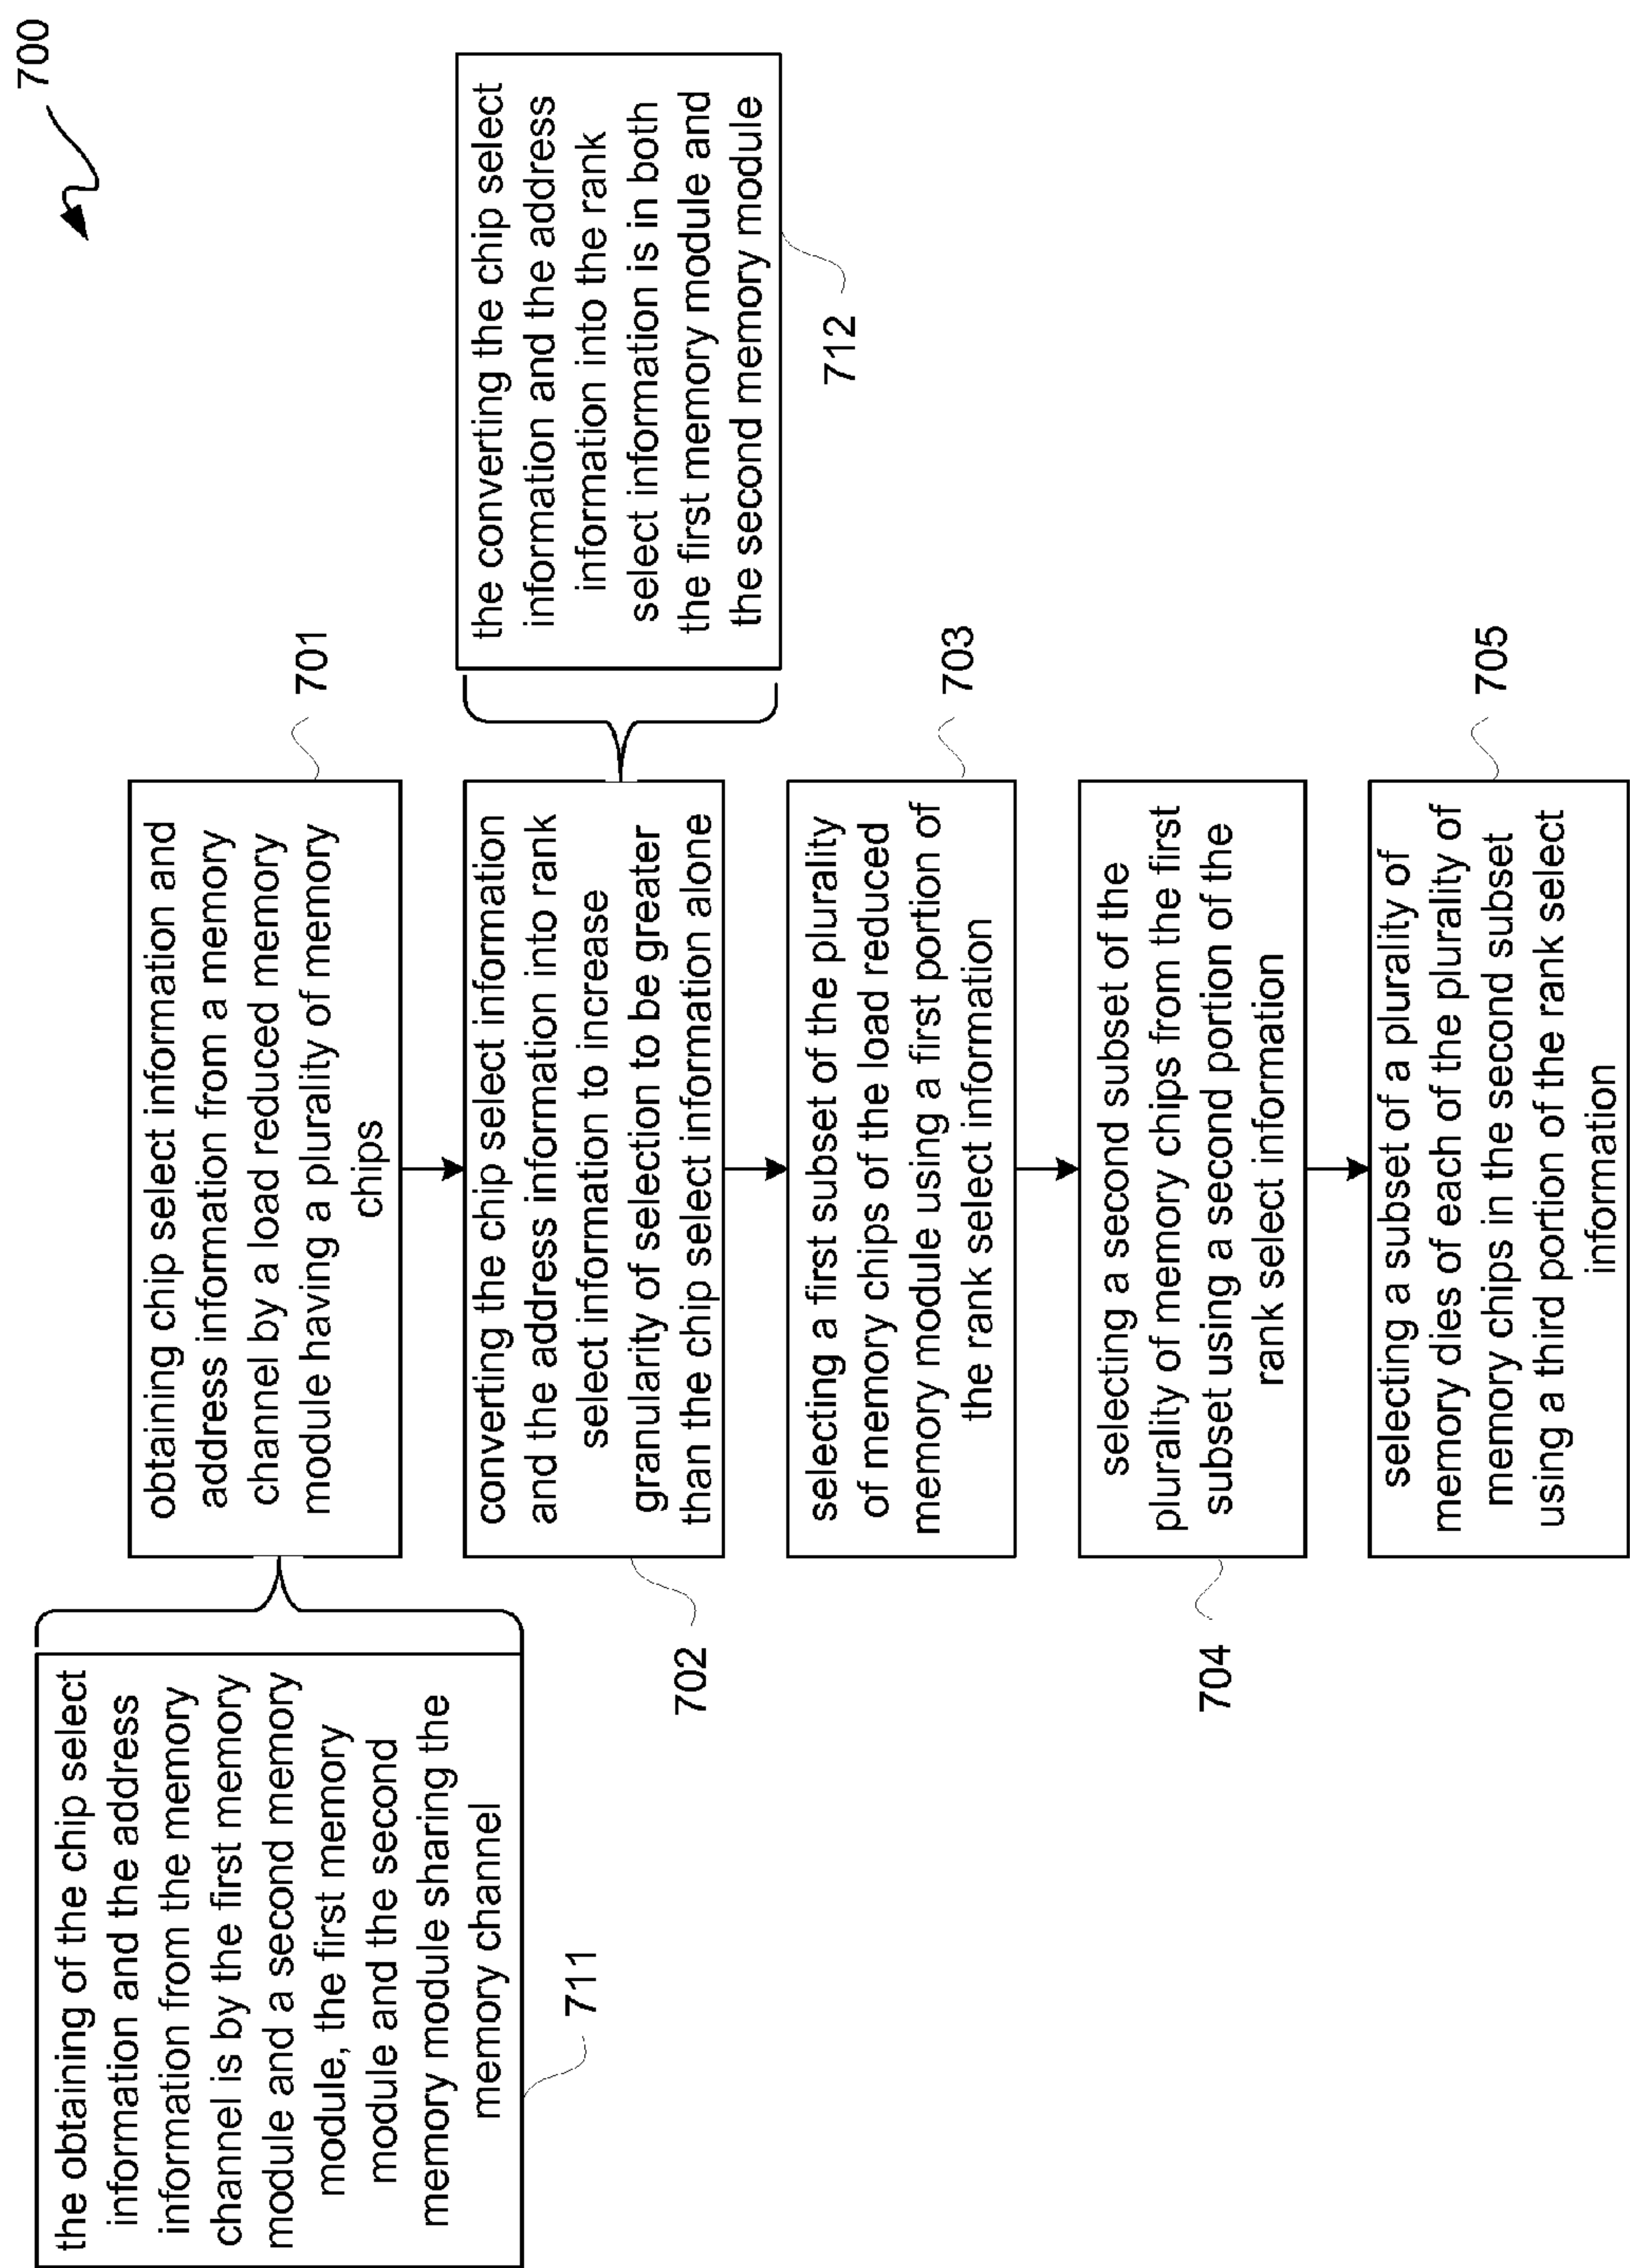 700
the obtaining of the chip select
information and the address
information from the memory
channel is by the first memory
module and a second memory
module, the first memory
module and the second
memory module sharing the
memory channel
711
obtaining chip select information and
address information from a memory
channel by a load reduced memory
module having a plurality of memory
chips
701
converting the chip select information
and the address information into rank
select information to increase
granularity of selection to be greater
than the chip select information alone
702
the converting the chip select
information and the address
information into the rank
select information is in both
the first memory module and
the second memory module
712
selecting a first subset of the plurality
of memory chips of the load reduced
memory module using a first portion of
the rank select information
703
selecting a second subset of the
plurality of memory chips from the first
subset using a second portion of the
rank select information
704
selecting a subset of a plurality of
memory dies of each of the plurality of
memory chips in the second subset
using a third portion of the rank select
information
705